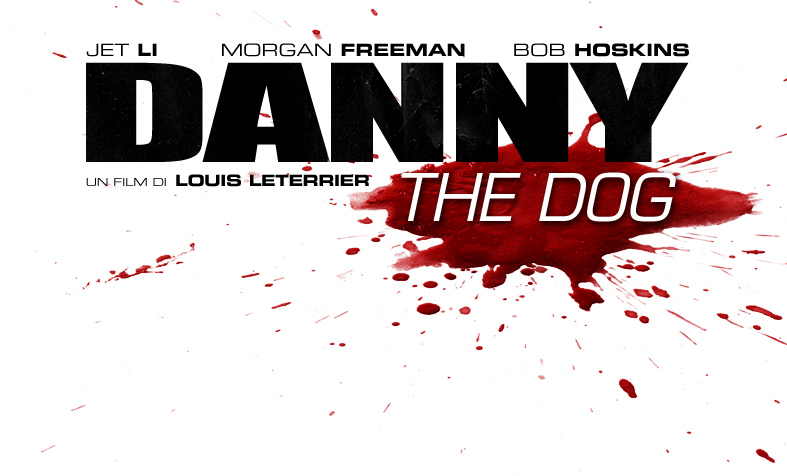 JET LI MORGAN FREEMAN BOB HOSKINS
DANNY
UN FILM DI LOUIS LETERRIER
THE DOG